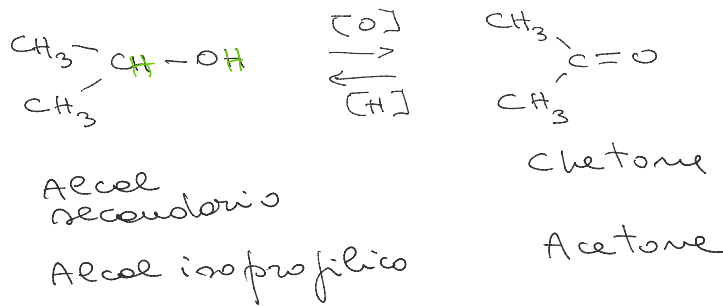 CH3
CH - OH
CH3
[O]
[H]
CH3
C = O
CH3
Alcol
secondario
Alcol isopropilico
Chetone
Acetone